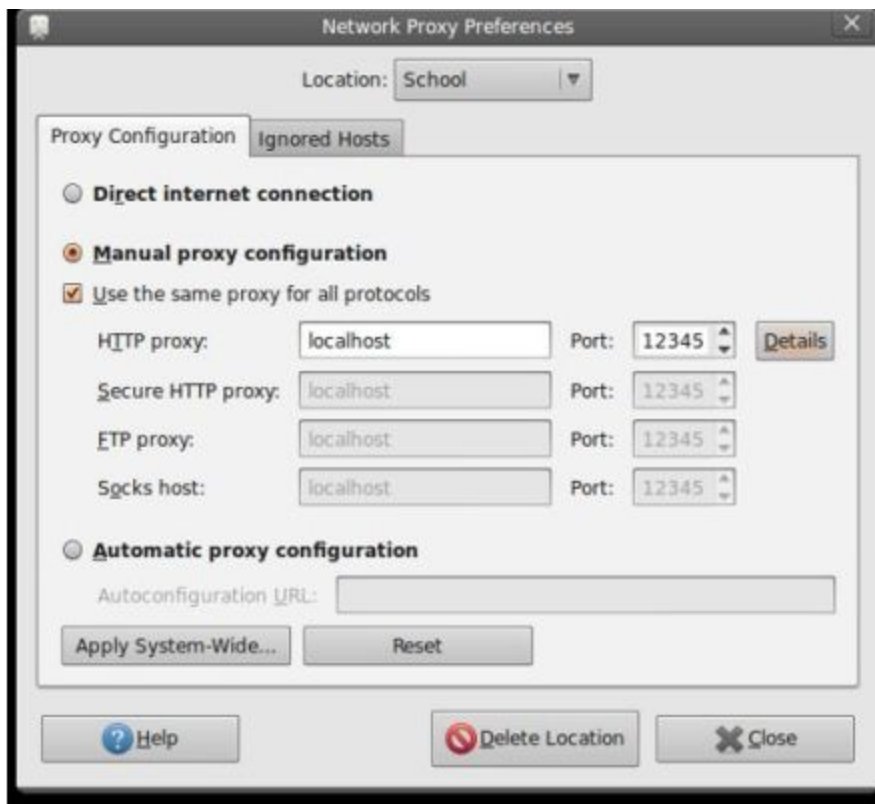 Network Proxy Preferences
Location: School
Proxy Configuration Ignored Hosts
Direct internet connection
Manual proxy configuration
Use the same proxy for all protocols
HTTP proxy: localhost Port: 12345 Details
Secure HTTP proxy: localhost Port: 12345
FTP proxy: localhost Port: 12345
Socks host: localhost Port: 12345
Automatic proxy configuration
Autoconfiguration URL:
Apply System-Wide... Reset
Help Delete Location Close